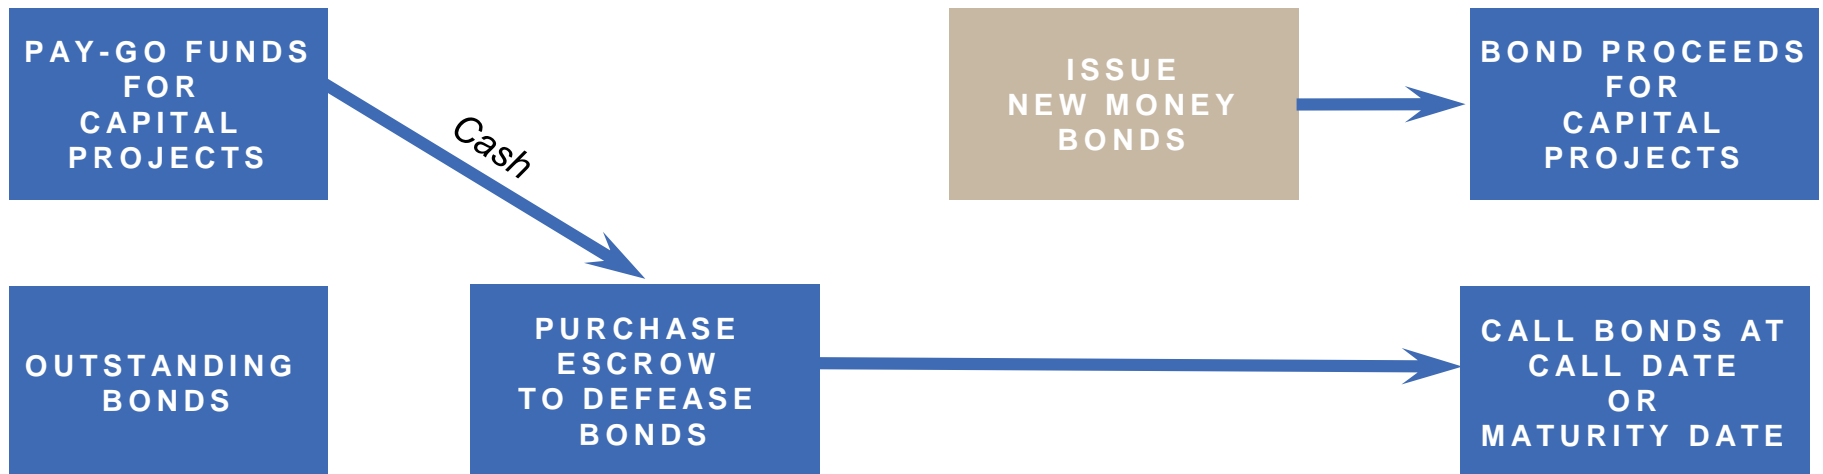 PAY-GO FUNDS
FOR
CAPITAL
PROJECTS
Cash
ISSUE
NEW MONEY
BONDS
BOND PROCEEDS
FOR
CAPITAL
PROJECTS
OUTSTANDING
BONDS
PURCHASE
ESCROW
TO DEFEASE
BONDS
CALL BONDS AT
CALL DATE
OR
MATURITY DATE